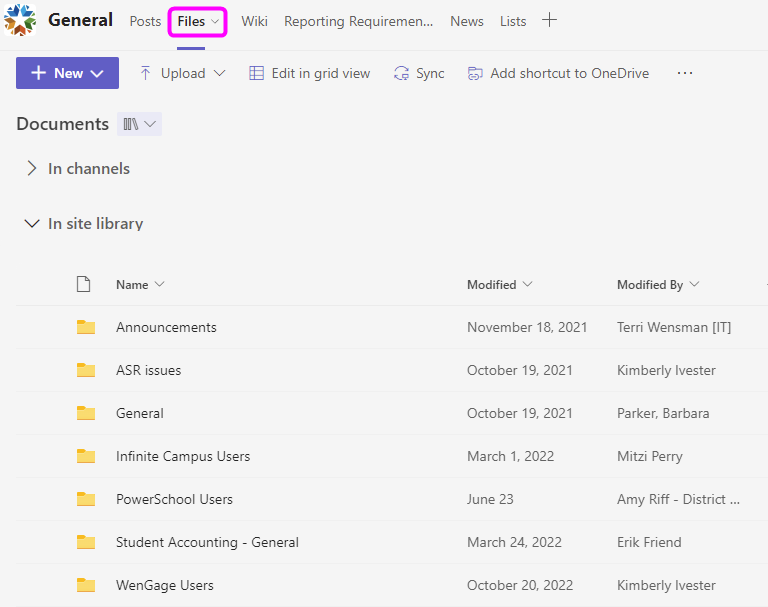 General Posts Files Wiki Reporting Requiremen... News Lists
New Upload Edit in grid view Sync Add shortcut to OneDrive ...
Documents
In channels
In site library
Name Modified Modified By
Announcements November 18, 2021 Terri Wensman [IT]
ASR issues October 19, 2021 Kimberly Ivester
General October 19, 2021 Parker, Barbara
Infinite Campus Users March 1, 2022 Mitzi Perry
PowerSchool Users June 23 Amy Riff - District ...
Student Accounting - General March 24, 2022 Erik Friend
WenGage Users October 20, 2022 Kimberly Ivester